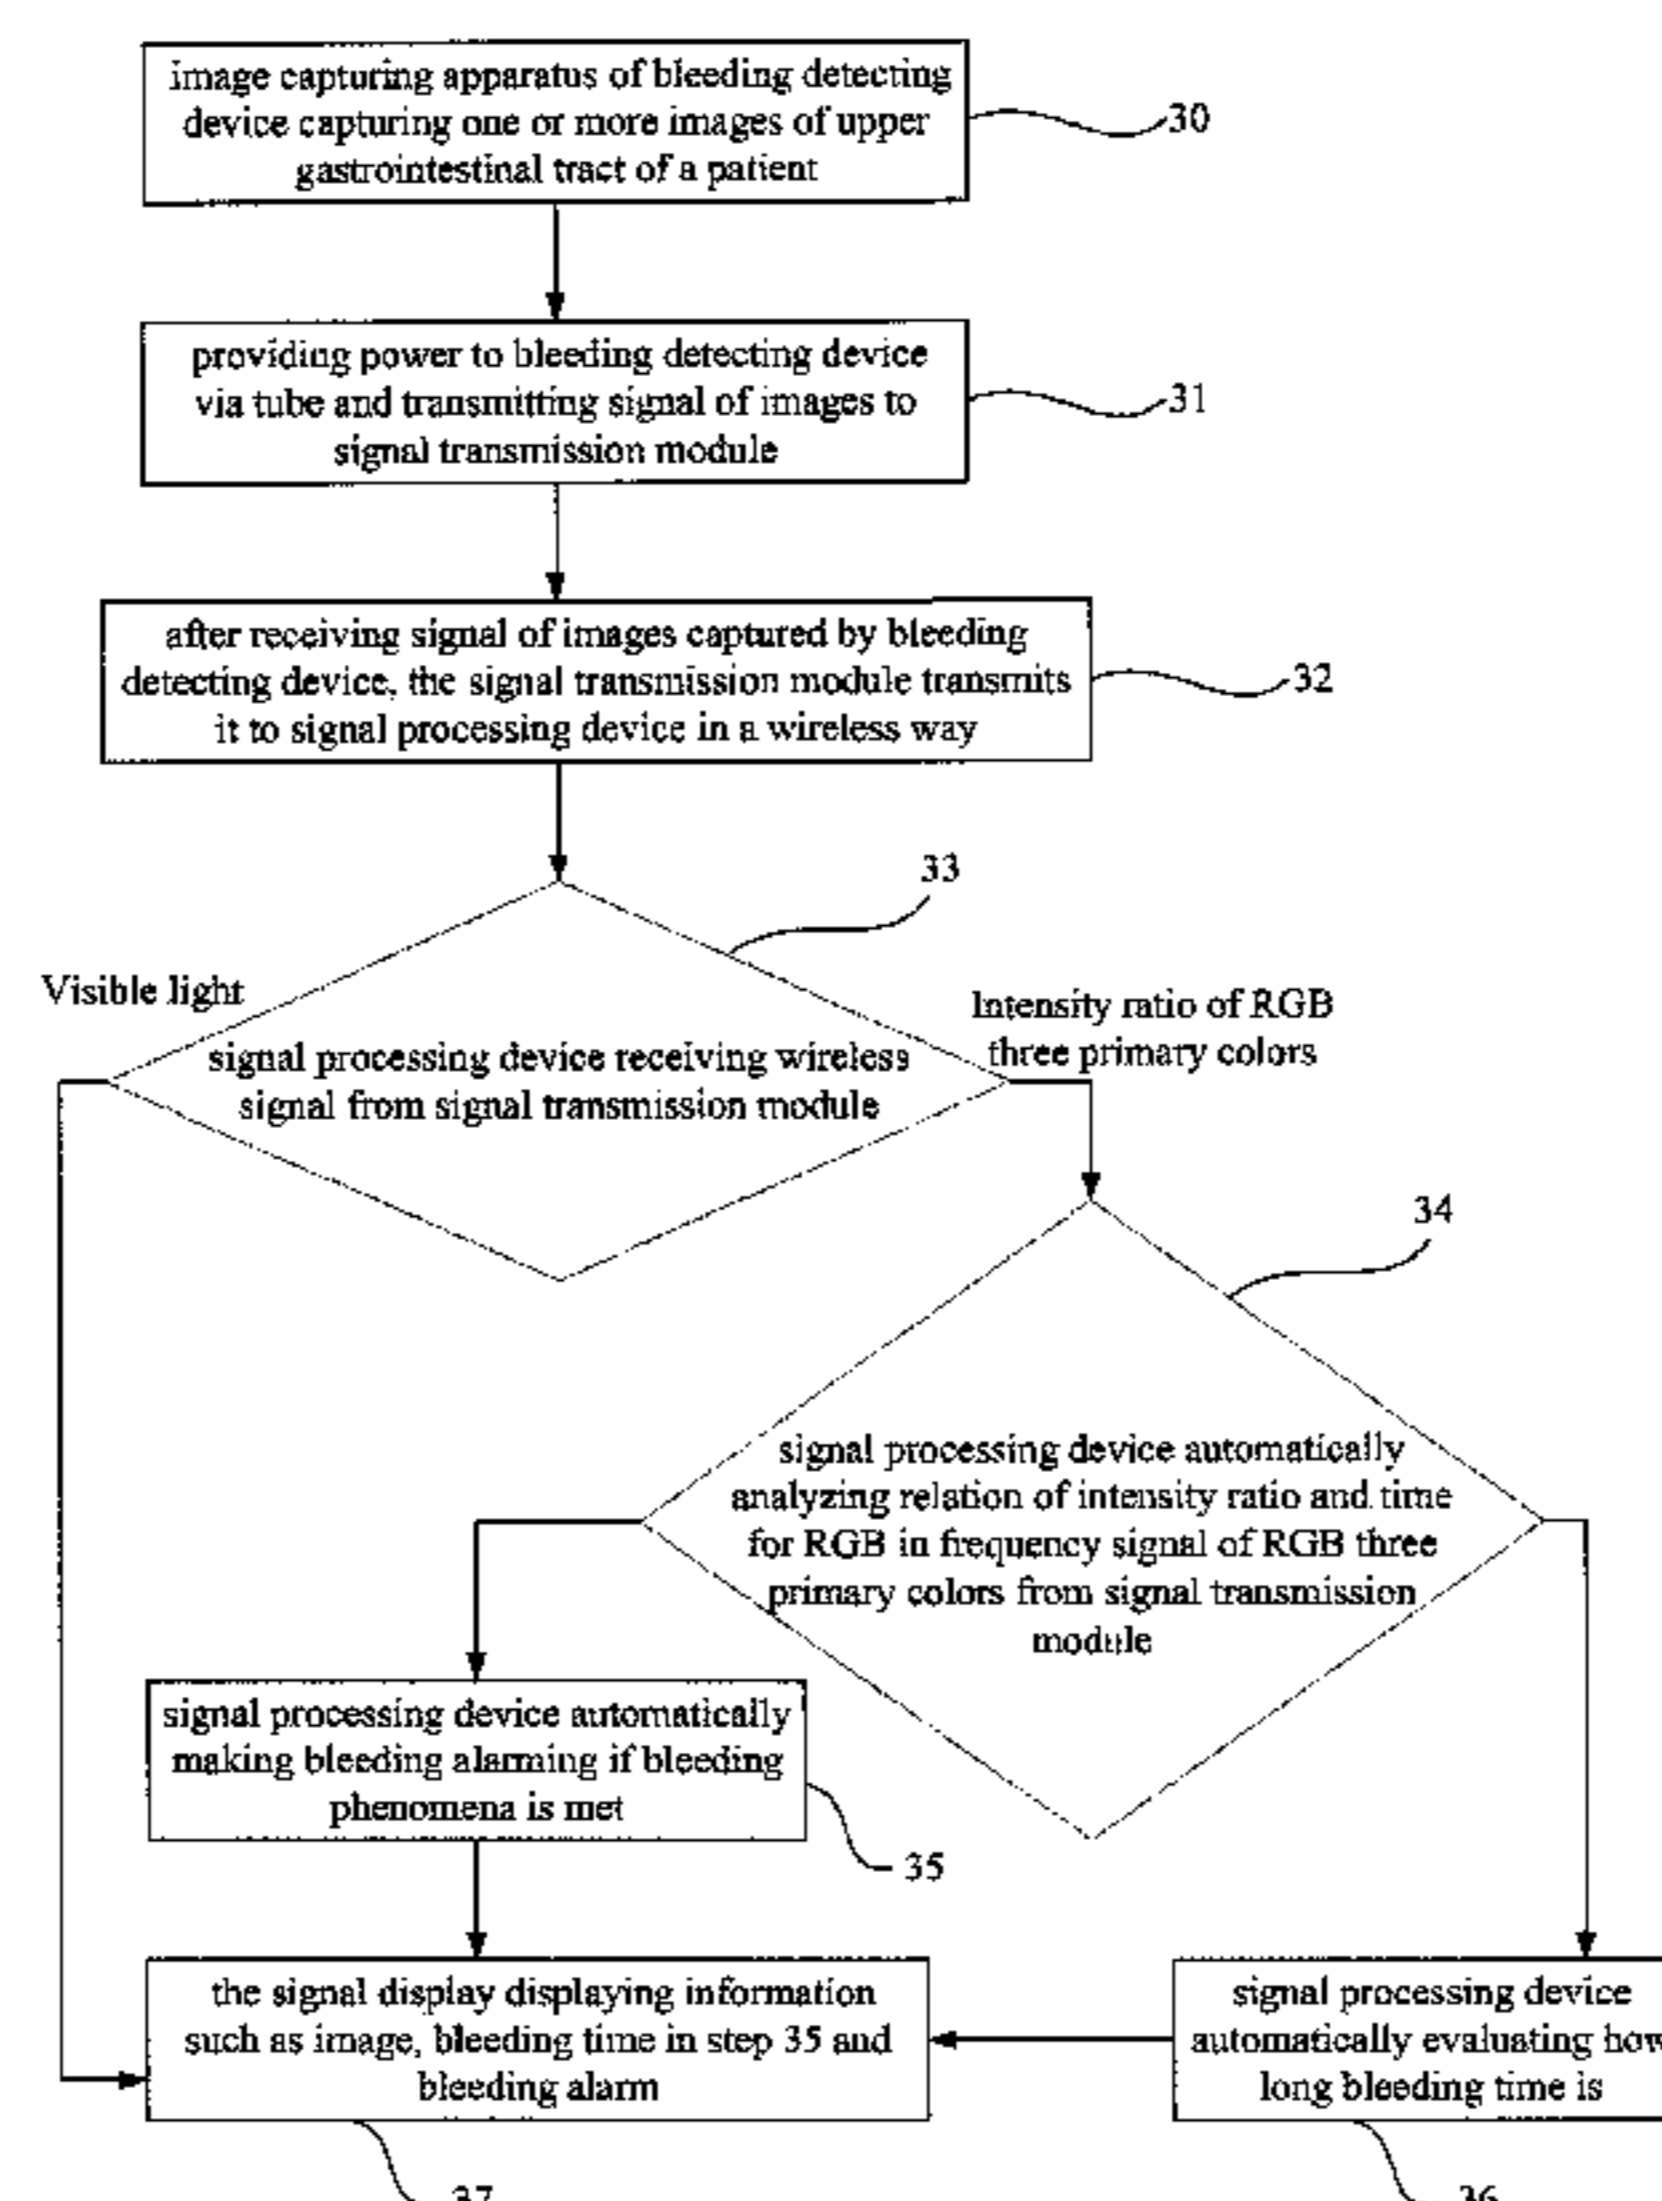 image capturing apparatus of bleeding detecting
device capturing one or more images of upper
gastrointestinal tract of a patient
30
providing power to bleeding detecting device
via tube and transmitting signal of images to
signal transmission module
31
after receiving signal of images captured by bleeding
detecting device, the signal transmission module transmits
it to signal processing device in a wireless way
32
33
Visible light
Intensity ratio of RGB
three primary colors
signal processing device receiving wireless
signal from signal transmission module
34
signal processing device automatically
analyzing relation of intensity ratio and time
for RGB in frequency signal of RGB three
primary colors from signal transmission
module
signal processing device automatically
making bleeding alarming if bleeding
phenomena is met
35
the signal display displaying information
such as image, bleeding time in step 35 and
bleeding alarm
37
signal processing device
automatically evaluating how
long bleeding time is
36